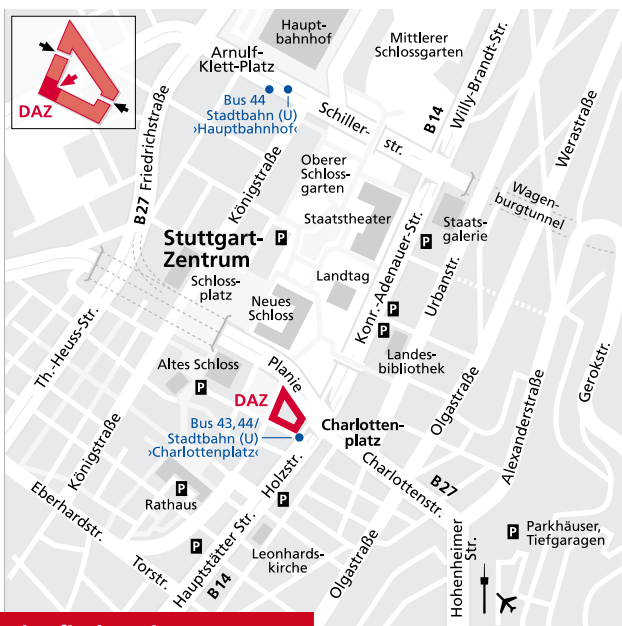 DAZ
Haupt-
bahnhof
Arnulf-
Klett-Platz
Mittlerer
Schlossgarten
Bus 44
Stadtbahn (U)
›Hauptbahnhof‹
Schiller-
str.
B14
Willy-Brandt-Str.
Werastraße
B27
Friedrichstraße
Königstraße
Oberer
Schloss-
garten
Wagen-
burgtunnel
Staatstheater
Konr.-Adenauer-Str.
Staats-
galerie
P
Urbanstr.
Stuttgart-
Zentrum
P
Schloss-
platz
Landtag
Neues
Schloss
P
P
Landes-
bibliothek
Th.-Heuss-Str.
Altes Schloss
P
Planie
DAZ
Bus 43,44/
Stadtbahn (U)
›Charlottenplatz‹
Charlotten-
platz
Olgastraße
Alexanderstraße
Gerokstr.
Königstraße
Charlottenstr.
B27
Holzstr.
P
Rathaus
P
Eberhardstr.
P
Torstr.
Hauptstätter Str.
B14
Leonhards-
kirche
Olgastraße
Hohenheimer
Str.
P
Parkhäuser,
Tiefgaragen